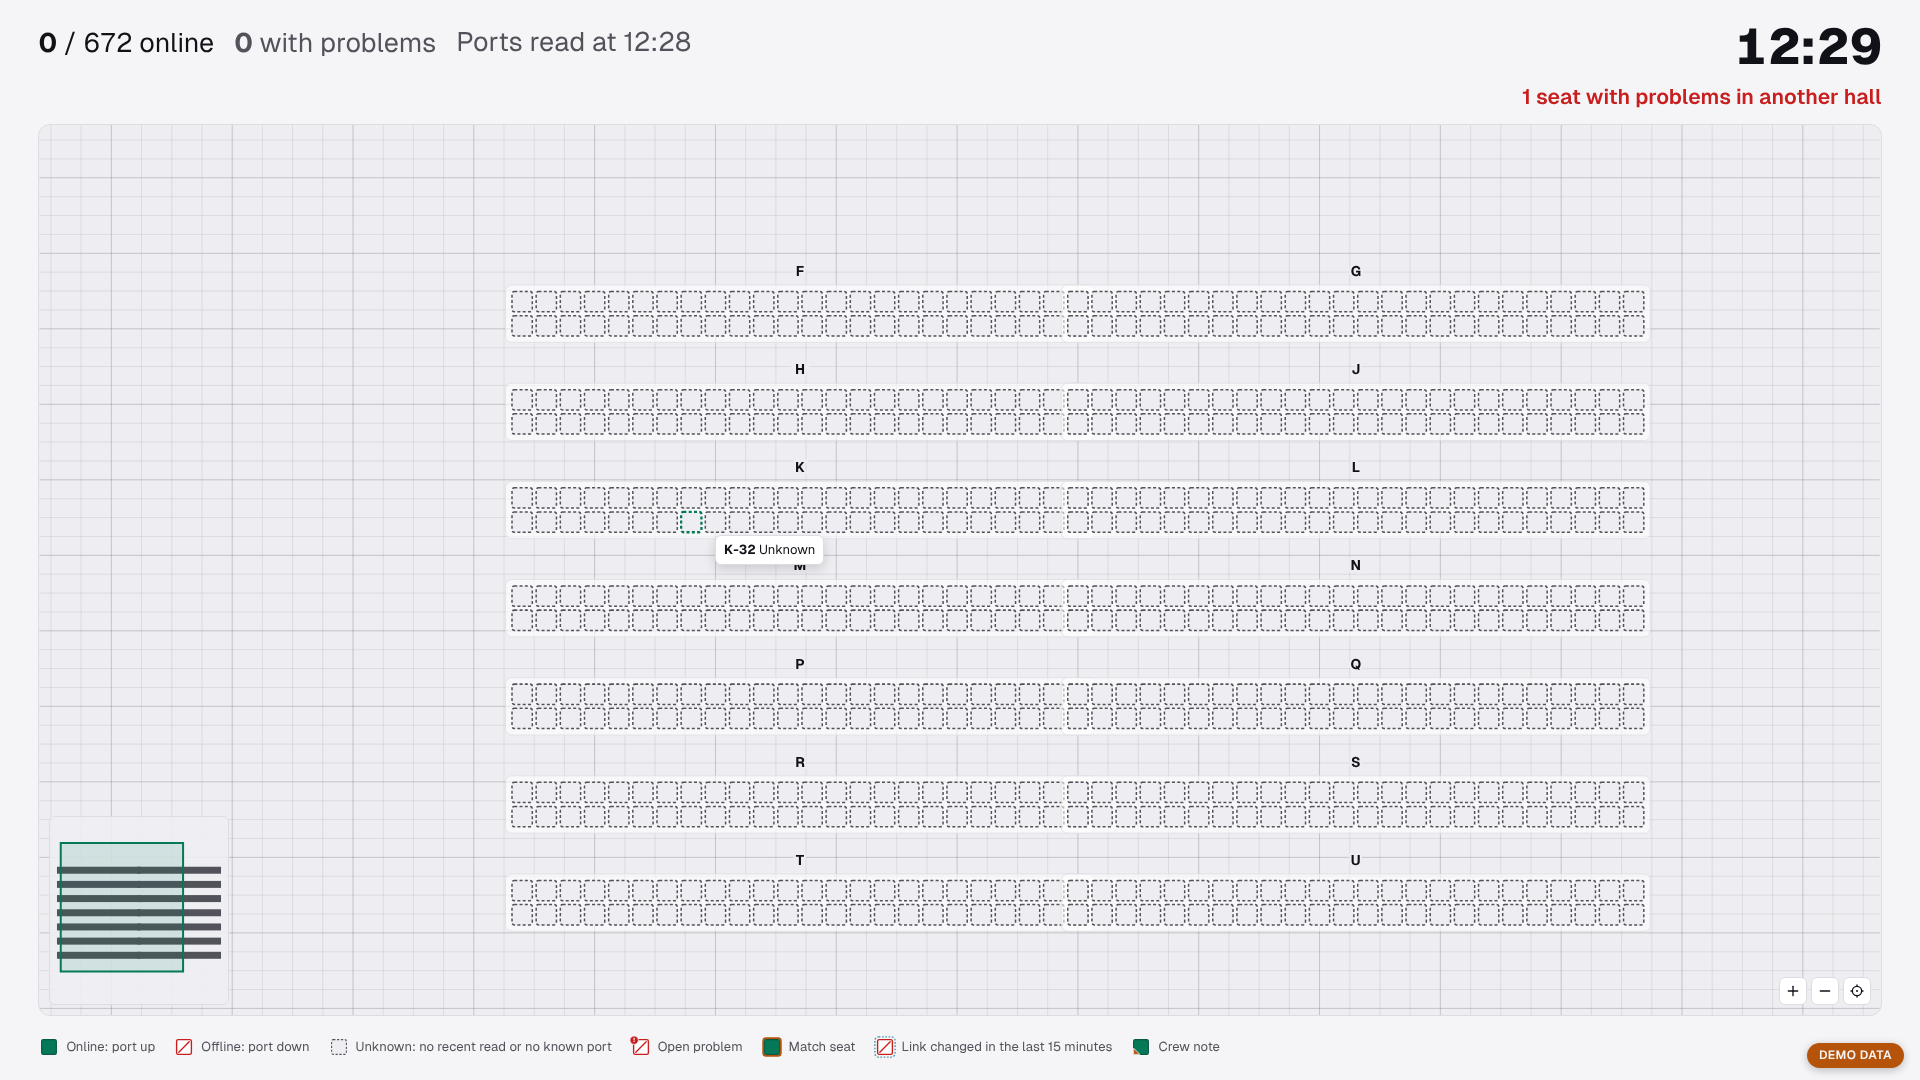 0 / 672 online 0 with problems Ports read at 12:28
12:29
1 seat with problems in another hall
F G
H J
K L
K-32 Unknown
M N
P Q
R S
T U
+ −
Online: port up Offline: port down Unknown: no recent read or no known port Open problem Match seat Link changed in the last 15 minutes Crew note
DEMO DATA